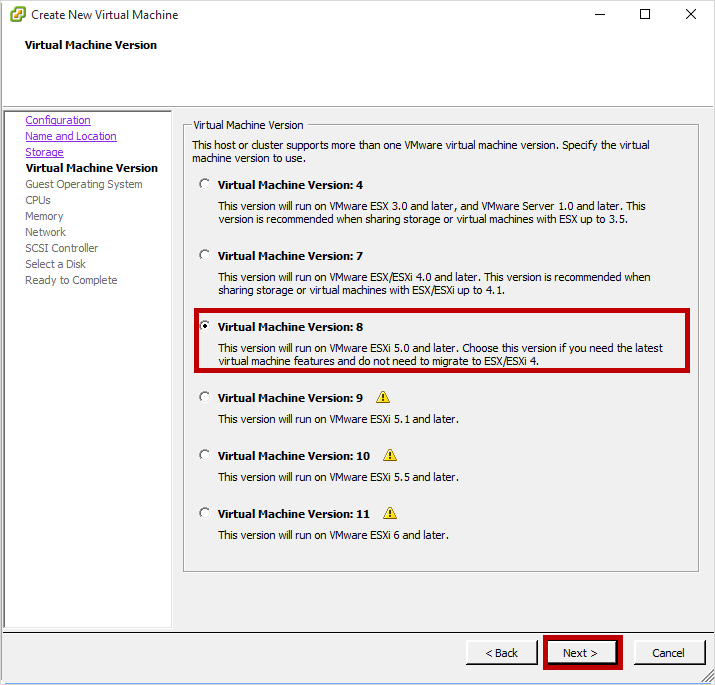 Create New Virtual Machine
Virtual Machine Version
Configuration
Name and Location
Storage
Virtual Machine Version
Guest Operating System
CPUs
Memory
Network
SCSI Controller
Select a Disk
Ready to Complete
Virtual Machine Version
This host or cluster supports more than one VMware virtual machine version. Specify the virtual
machine version to use.
Virtual Machine Version: 4
This version will run on VMware ESX 3.0 and later, and VMware Server 1.0 and later. This
version is recommended when sharing storage or virtual machines with ESX up to 3.5.
Virtual Machine Version: 7
This version will run on VMware ESX/ESXi 4.0 and later. This version is recommended when
sharing storage or virtual machines with ESX/ESXi up to 4.1.
Virtual Machine Version: 8
This version will run on VMware ESXi 5.0 and later. Choose this version if you need the latest
virtual machine features and do not need to migrate to ESX/ESXi 4.
Virtual Machine Version: 9
This version will run on VMware ESXi 5.1 and later.
Virtual Machine Version: 10
This version will run on VMware ESXi 5.5 and later.
Virtual Machine Version: 11
This version will run on VMware ESXi 6 and later.
< Back
Next >
Cancel